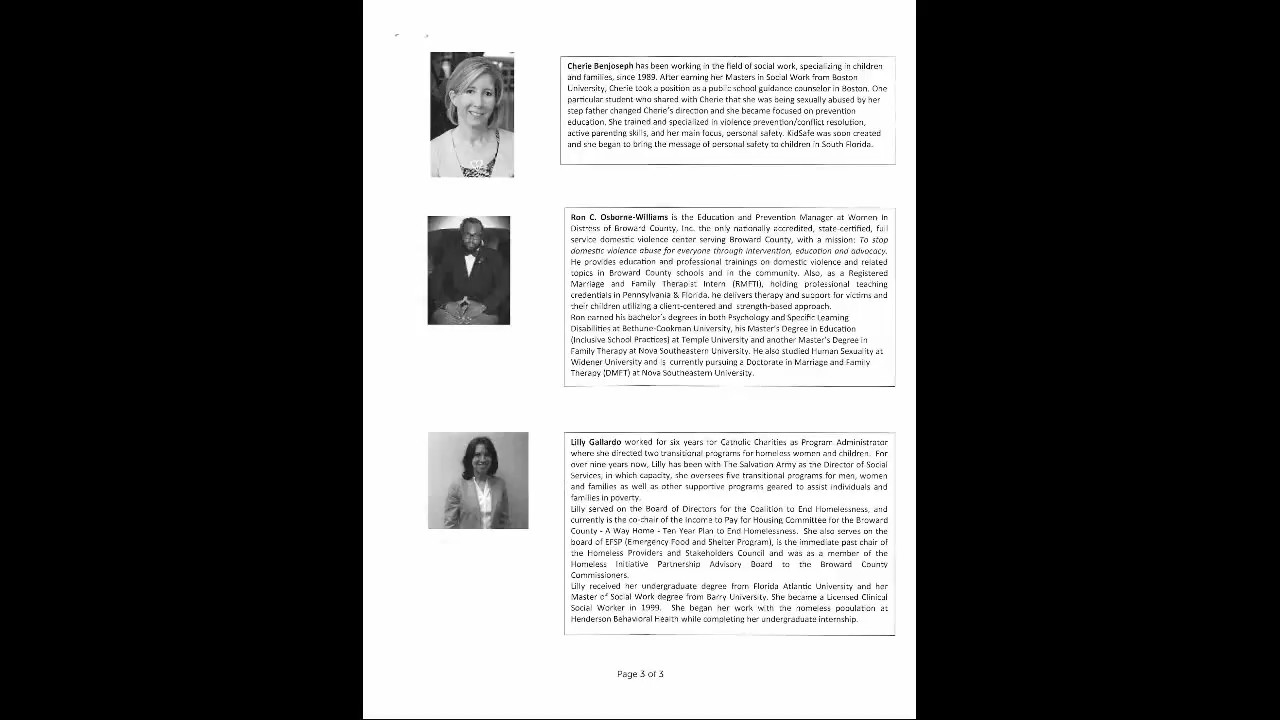 Cherie Benjoseph has been working in the field of social work, specializing in children
and families, since 1989. After earning her Masters in Social Work from Boston
University, Cherie took a position as a public school guidance counselor in Boston. One
particular student who shared with Cherie that she was being sexually abused by her
step father changed Cherie's direction and she became focused on prevention
education. She trained and specialized in violence prevention/conflict resolution,
active parenting skills, and her main focus, personal safety. KidSafe was soon created
and she began to bring the message of personal safety to children in South Florida.
Ron C. Osborne-Williams is the Education and Prevention Manager at Women In
Distress of Broward County, Inc. the only nationally accredited, state-certified, full
service domestic violence center serving Broward County, with a mission: To stop
domestic violence abuse for everyone through intervention, education and advocacy.
He provides education and professional trainings on domestic violence and related
topics in Broward County schools and in the community. Also, as a Registered
Marriage and Family Therapist Intern (RMFTI), holding professional teaching
credentials in Pennsylvania & Florida, he delivers therapy and support for victims and
their children utilizing a client-centered and strength-based approach.
Ron earned his bachelor's degrees in both Psychology and Specific Learning
Disabilities at Bethune-Cookman University, his Master's Degree in Education
(Inclusive School Practices) at Temple University and another Master's Degree in
Family Therapy at Nova Southeastern University. He also studied Human Sexuality at
Widener University and is currently pursuing a Doctorate in Marriage and Family
Therapy (DMFT) at Nova Southeastern University.
Lilly Gallardo worked for six years for Catholic Charities as Program Administrator
where she directed two transitional programs for homeless women and children. For
over nine years now, Lilly has been with The Salvation Army as the Director of Social
Services, in which capacity, she oversees five transitional programs for men, women
and families as well as other supportive programs geared to assist individuals and
families in poverty.
Lilly served on the Board of Directors for the Coalition to End Homelessness, and
currently is the co-chair of the Income to Pay for Housing Committee for the Broward
County - A Way Home - Ten Year Plan to End Homelessness. She also serves on the
board of EFSP (Emergency Food and Shelter Program), is the immediate past chair of
the Homeless Providers and Stakeholders Council and was as a member of the
Homeless Initiative Partnership Advisory Board to the Broward County
Commissioners.
Lilly received her undergraduate degree from Florida Atlantic University and her
Master of Social Work degree from Barry University. She became a Licensed Clinical
Social Worker in 1999. She began her work with the homeless population at
Henderson Behavioral Health while completing her undergraduate internship.
Page 3 of 3